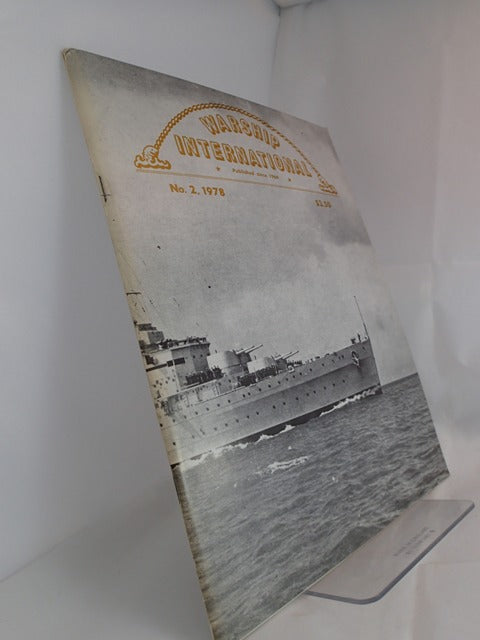 WARSHIP
INTERNATIONAL
Published since 1964
No. 2, 1978
$3.50